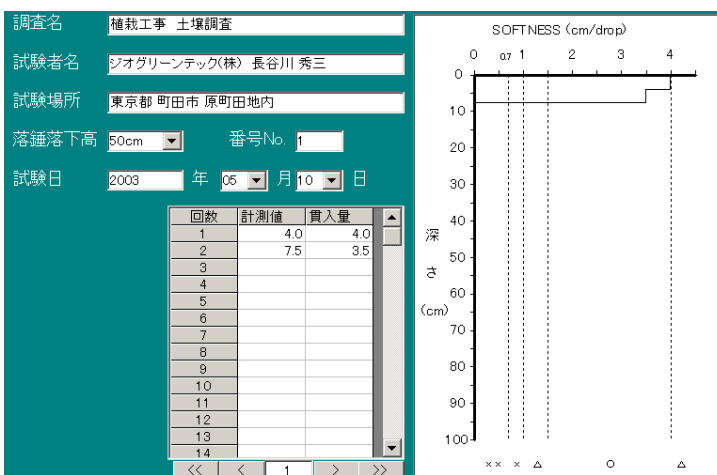 調査名 植栽工事 土壌調査
試験者名 ジオグリーンテック(株) 長谷川 秀三
試験場所 東京都 町田市 原町田地内
落錘落下高 50cm 番号No. 1
試験日 2003 年 05 月 10 日
回数 計測値 貫入量
1 4.0 4.0
2 7.5 3.5
3
4
5
6
7
8
9
10
11
12
13
14
<< < 1 > >>
SOFTNESS (cm/drop)
0 0.7 1 2 3 4
0
10
20
30
40
50
60
70
80
90
100
深さ(cm)
×× × △ ○ △